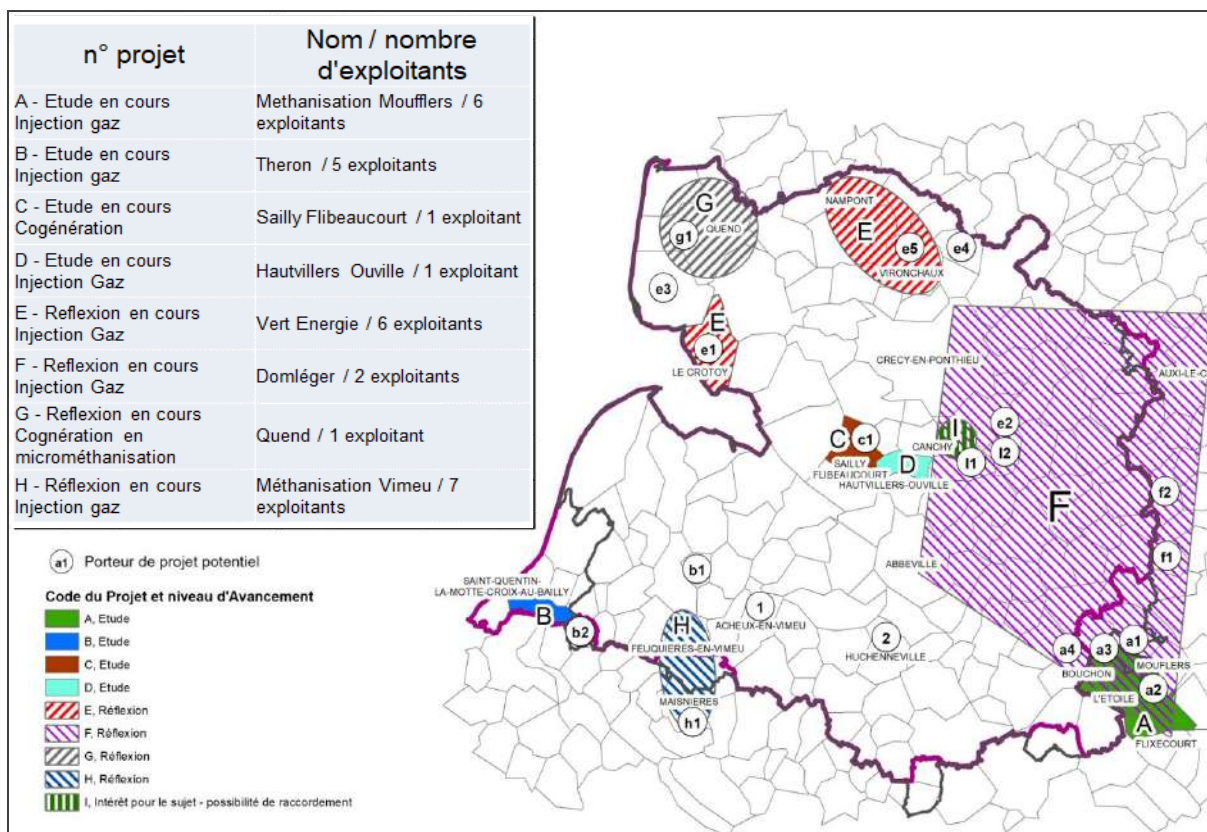 n° projet
Nom / nombre
d'exploitants
A - Etude en cours
Injection gaz
Methanisation Moufflers / 6
exploitants
B - Etude en cours
Injection gaz
Theron / 5 exploitants
C - Etude en cours
Cogénération
Sailly Flibeaucourt / 1 exploitant
D - Etude en cours
Injection Gaz
Hautvillers Ouville / 1 exploitant
E - Reflexion en cours
Injection Gaz
Vert Energie / 6 exploitants
F - Reflexion en cours
Injection Gaz
Domléger / 2 exploitants
G - Reflexion en cours
Cognération en
microméthanisation
Quend / 1 exploitant
H - Réflexion en cours
Injection gaz
Méthanisation Vimeu / 7
exploitants
a1 Porteur de projet potentiel
Code du Projet et niveau d'Avancement
A, Etude
B, Etude
C, Etude
D, Etude
E, Réflexion
F, Réflexion
G, Réflexion
H, Réflexion
I, Intérêt pour le sujet - possibilité de raccordement
G
g1
QUEND
NAMPONT
E
e5
e4
VIRONCHAUX
e3
E
e1
LE CROTOY
CRECY-EN-PONTHIEU
AUXI-LE-C
C
c1
SAILLY
FLIBEAUCOURT
D
HAUTVILLERS-OUVILLE
CANCHY
I
I1
e2
I2
F
f2
f1
ABBEVILLE
b1
SAINT-QUENTIN-
LA-MOTTE-CROIX-AU-BAILLY
B
b2
1
ACHEUX-EN-VIMEU
H
FEUQUIERES-EN-VIMEU
2
HUCHENNEVILLE
MAISNIERES
h1
a4
a3
a1
BOUCHON
MOUFLERS
a2
L'ETOILE
A
FLIXECOURT